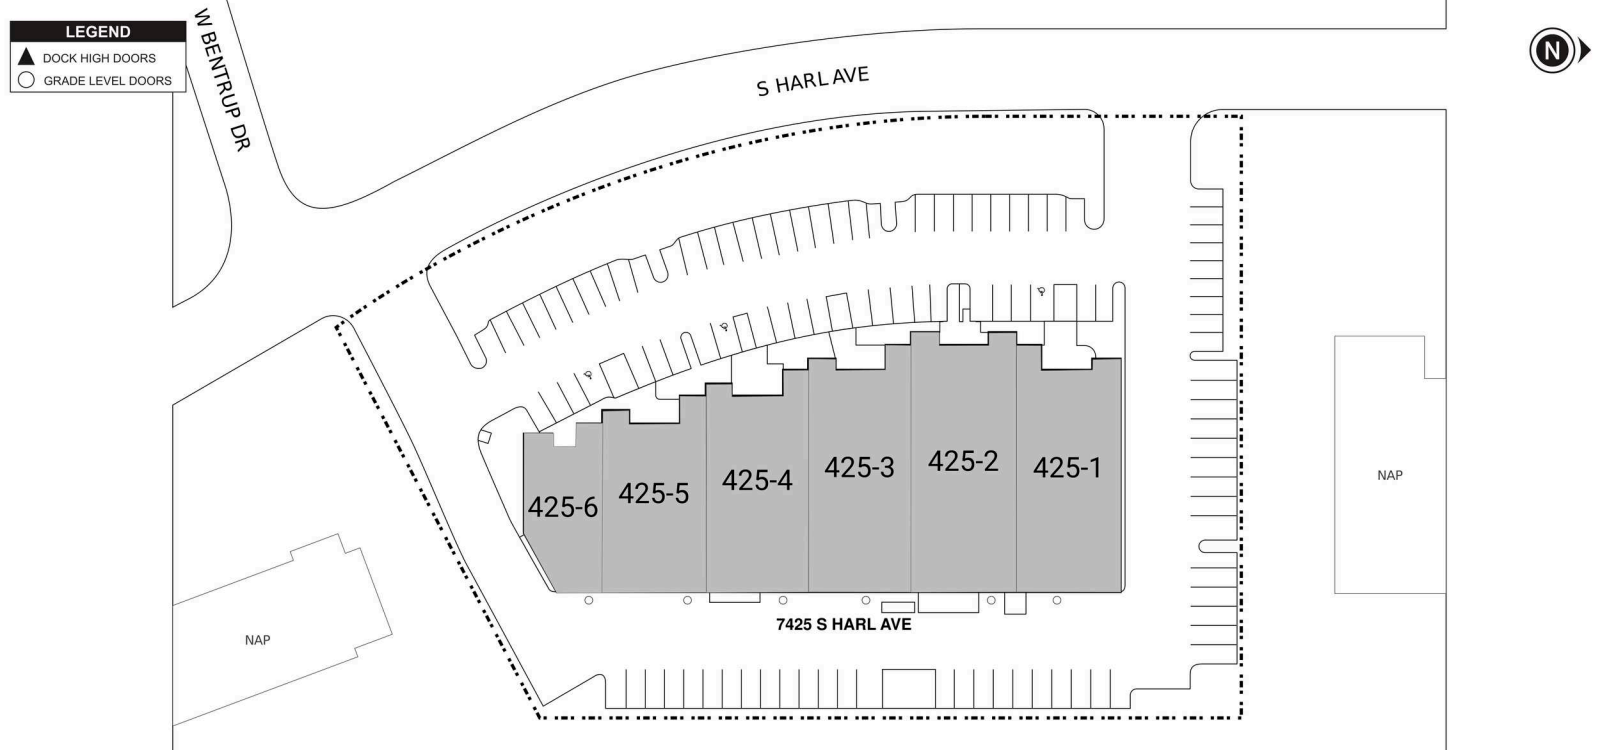 LEGEND
DOCK HIGH DOORS
GRADE LEVEL DOORS
W BENTRUP DR
S HARL AVE
N
425-6
425-5
425-4
425-3
425-2
425-1
NAP
NAP
7425 S HARL AVE